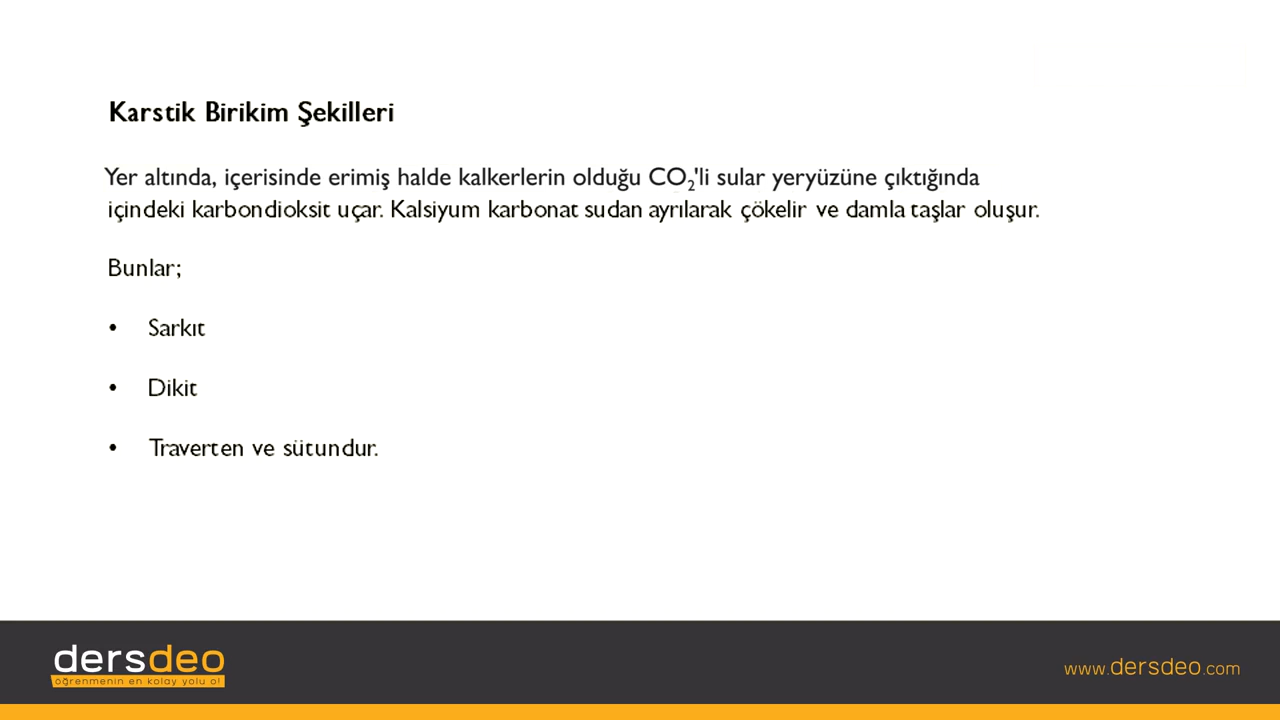 Karstik Birikim Şekilleri
Yer altında, içerisinde erimiş halde kalkerlerin olduğu CO₂'li sular yeryüzüne çıktığında
içindeki karbondioksit uçar. Kalsiyum karbonat sudan ayrılarak çökelir ve damla taşlar oluşur.
Bunlar;
• Sarkıt
• Dikit
• Traverten ve sütundur.
dersdeo
öğrenmenin en kolay yolu o!
www.dersdeo.com